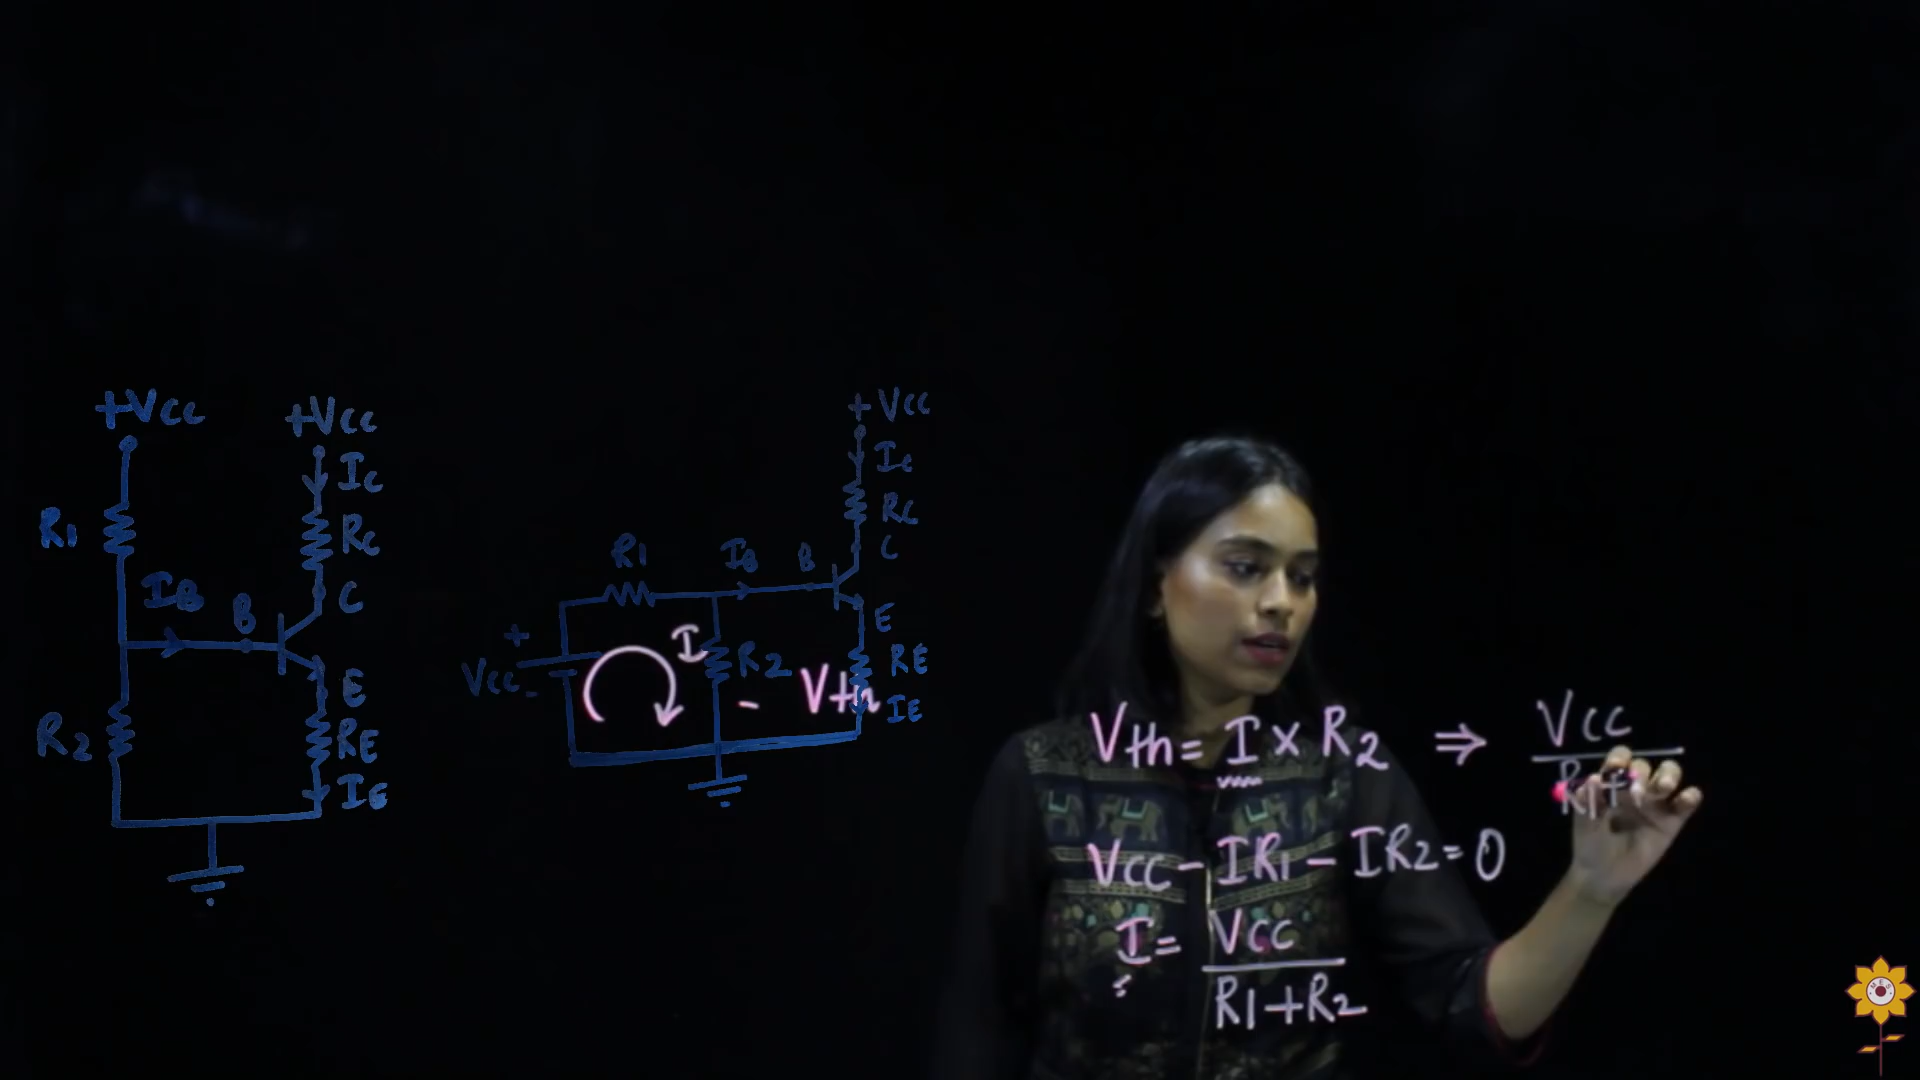 +VCC
+VCC
IC
R1
RC
IB
B
C
E
R2
RE
IE
+VCC
IC
RC
C
R1
IB
B
E
+
I
R2
RE
VCC
-
- Vth
IE
Vth = I × R2 ⇒ VCC / R1+
VCC - IR1 - IR2 = 0
I = VCC / R1+R2